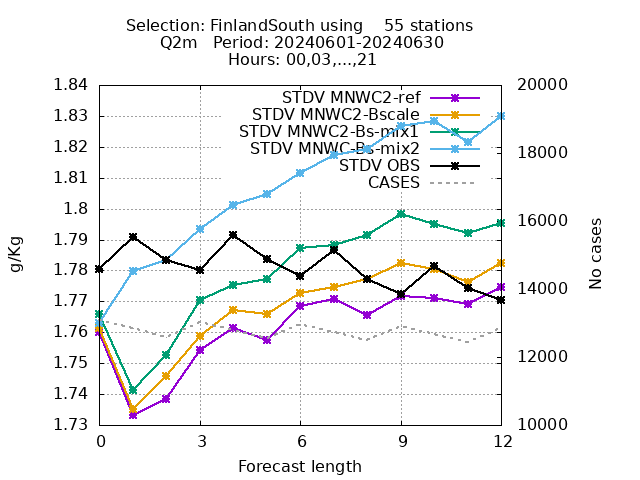 Selection: FinlandSouth using    55 stations
Q2m   Period: 20240601-20240630
Hours: 00,03,...,21
1.84
1.83
1.82
1.81
1.8
1.79
1.78
1.77
1.76
1.75
1.74
1.73
g/Kg
STDV MNWC2-ref
STDV MNWC2-Bscale
STDV MNWC2-Bs-mix1
STDV MNWC-Bs-mix2
STDV OBS
CASES
20000
18000
16000
14000
12000
10000
No cases
0 3 6 9 12
Forecast length